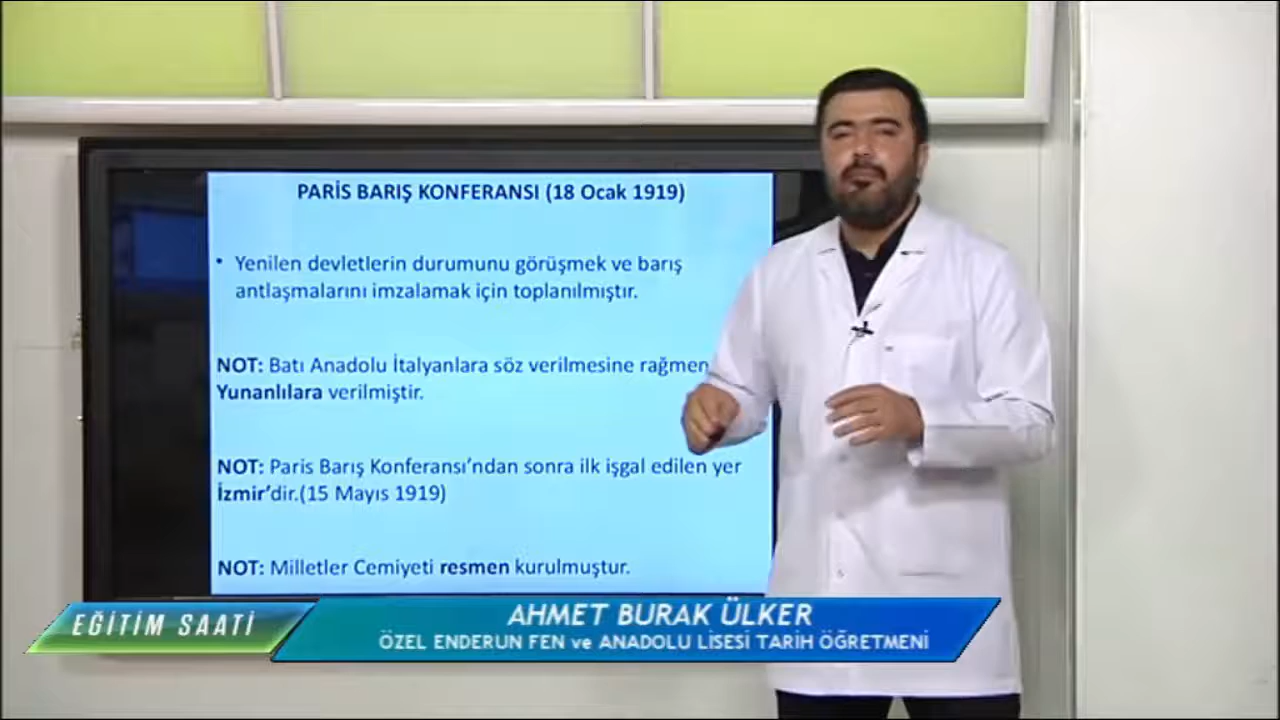 PARİS BARIŞ KONFERANSI (18 Ocak 1919)
• Yenilen devletlerin durumunu görüşmek ve barış
antlaşmalarını imzalamak için toplanılmıştır.
NOT: Batı Anadolu İtalyanlara söz verilmesine rağmen
Yunanlılara verilmiştir.
NOT: Paris Barış Konferansı’ndan sonra ilk işgal edilen yer
İzmir’dir.(15 Mayıs 1919)
NOT: Milletler Cemiyeti resmen kurulmuştur.
EĞİTİM SAATİ
AHMET BURAK ÜLKER
ÖZEL ENDERUN FEN ve ANADOLU LİSESİ TARİH ÖĞRETMENİ